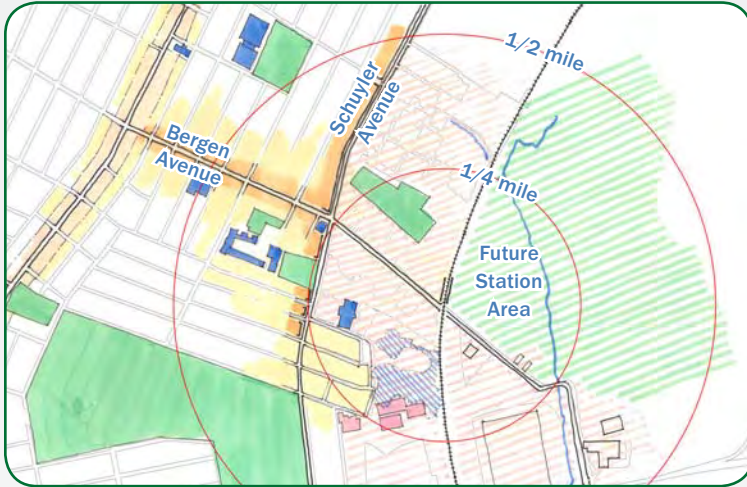 1/2 mile
Schuyler
Avenue
Bergen
Avenue
1/4 mile
Future
Station
Area